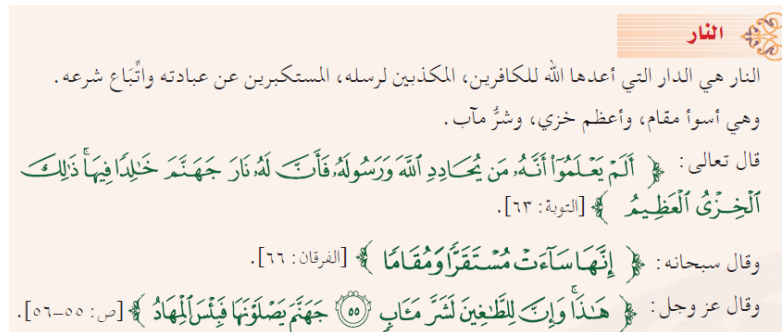 النار
النار هي الدار التي أعدها الله للكافرين، المكذبين لرسله، المستكبرين عن عبادته واتِّبَاع شرعه.
وهي أسوأ مقام، وأعظم خزي، وشرُّ مآب.
قال تعالى: ﴿ أَلَمْ يَعْلَمُوٓا۟ أَنَّهُۥ مَن يُحَادِدِ ٱللَّهَ وَرَسُولَهُۥ فَأَنَّ لَهُۥ نَارَ جَهَنَّمَ خَٰلِدًا فِيهَا ۚ ذَٰلِكَ
ٱلْخِزْىُ ٱلْعَظِيمُ ﴾ [التوبة: ٦٣].
وقال سبحانه: ﴿ إِنَّهَا سَآءَتْ مُسْتَقَرًّا وَمُقَامًا ﴾ [الفرقان: ٦٦].
وقال عز وجل: ﴿ هَٰذَا ۚ وَإِنَّ لِلطَّٰغِينَ لَشَرَّ مَـَٔابٍ ۝٥٥ جَهَنَّمَ يَصْلَوْنَهَا فَبِئْسَ ٱلْمِهَادُ ﴾ [ص: ٥٥-٥٦].